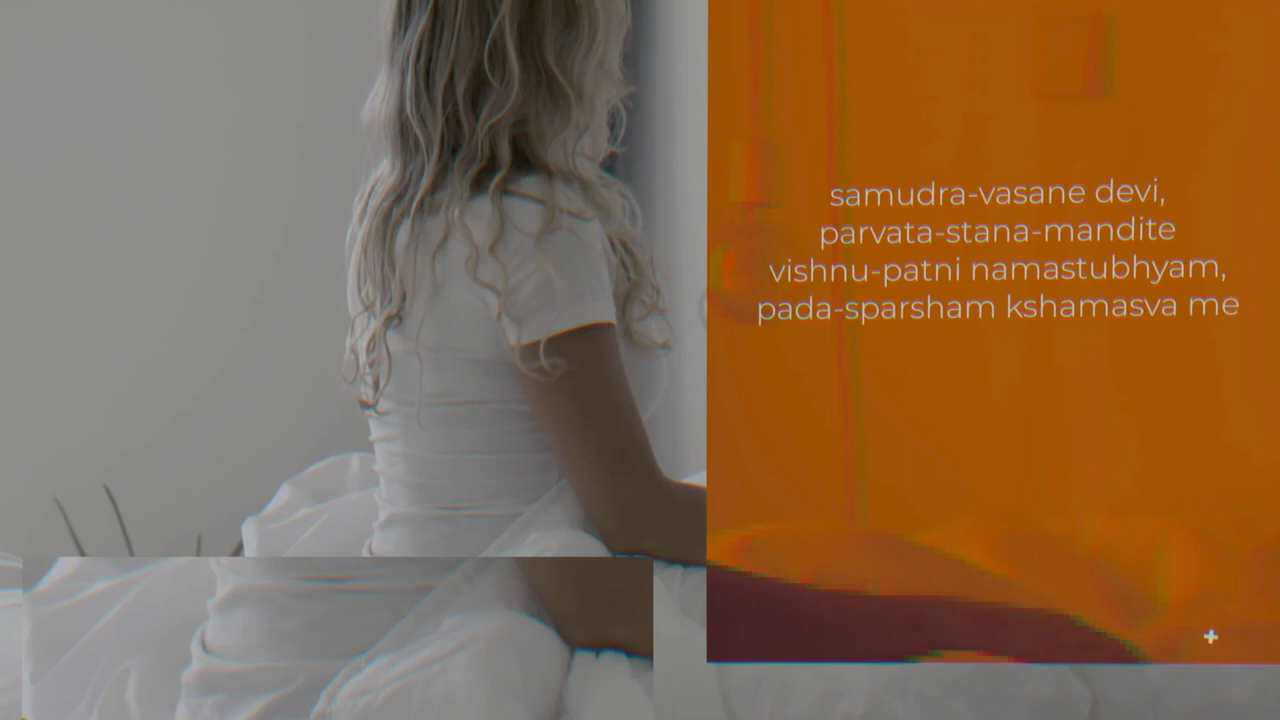 samudra-vasane devi,
parvata-stana-mandite
vishnu-patni namastubhyam,
pada-sparsham kshamasva me